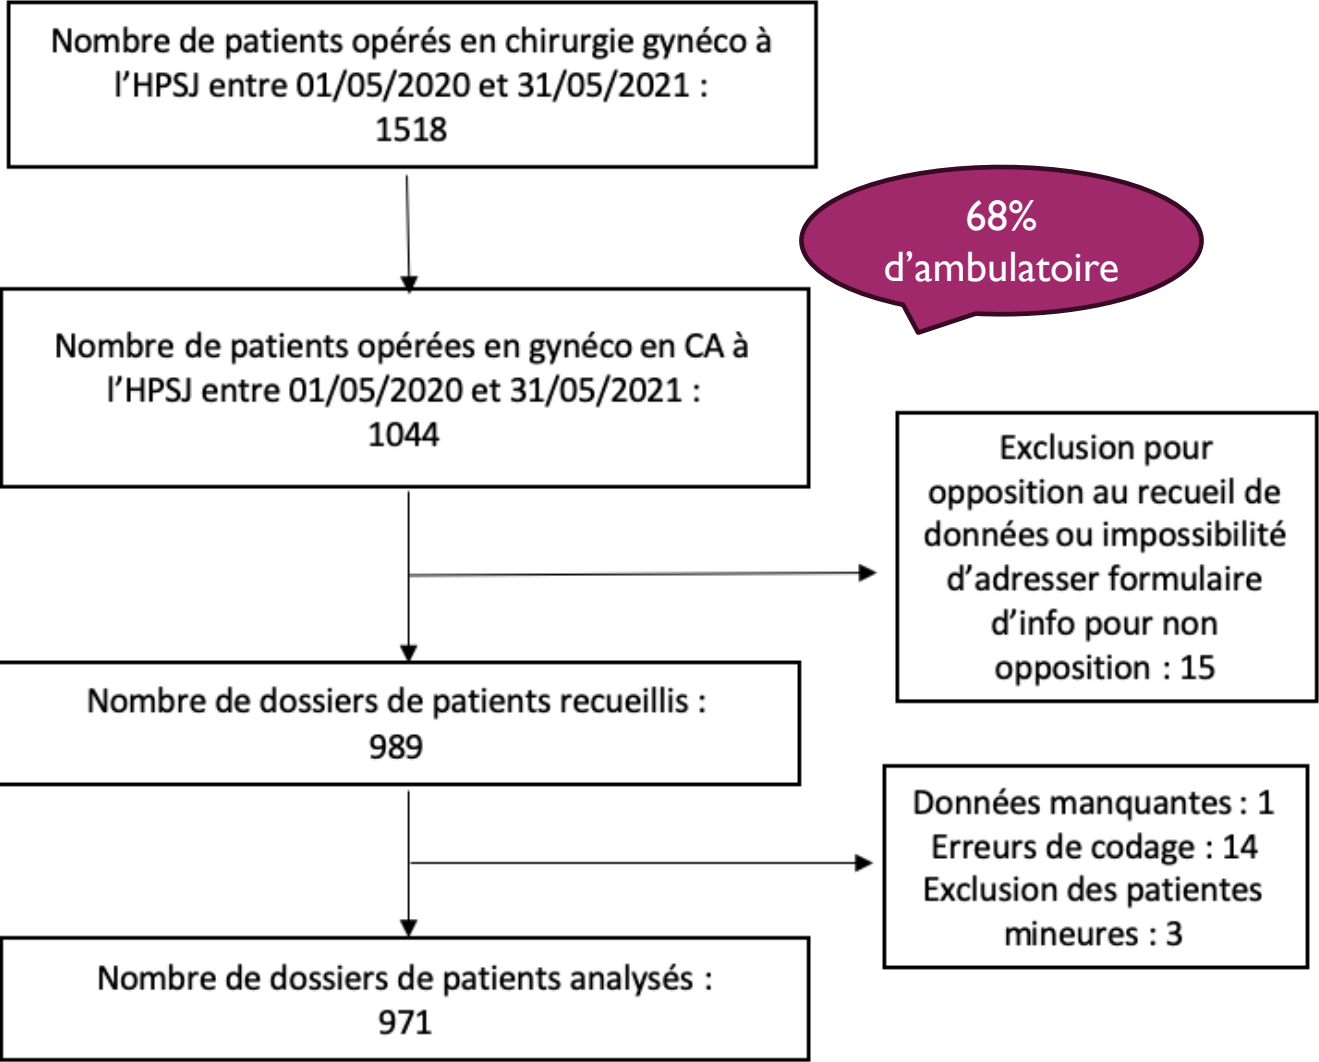 Nombre de patients opérés en chirurgie gynéco à
l'HPSJ entre 01/05/2020 et 31/05/2021 :
1518
68%
d'ambulatoire
Nombre de patients opérées en gynéco en CA à
l'HPSJ entre 01/05/2020 et 31/05/2021 :
1044
Exclusion pour
opposition au recueil de
données ou impossibilité
d'adresser formulaire
d'info pour non
opposition : 15
Nombre de dossiers de patients recueillis :
989
Données manquantes : 1
Erreurs de codage : 14
Exclusion des patientes
mineures : 3
Nombre de dossiers de patients analysés :
971